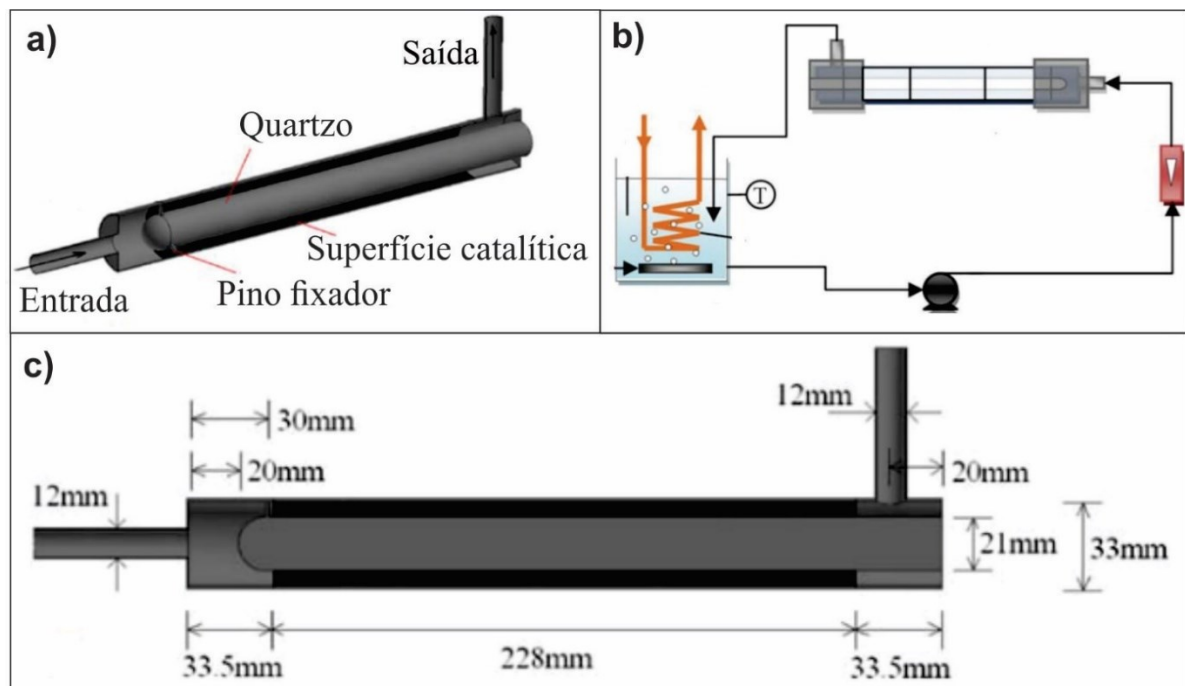 a)
Saída
Quartzo
Superfície catalítica
Pino fixador
Entrada
b)
T
c)
30mm
20mm
12mm
12mm
20mm
21mm
33mm
33.5mm
228mm
33.5mm